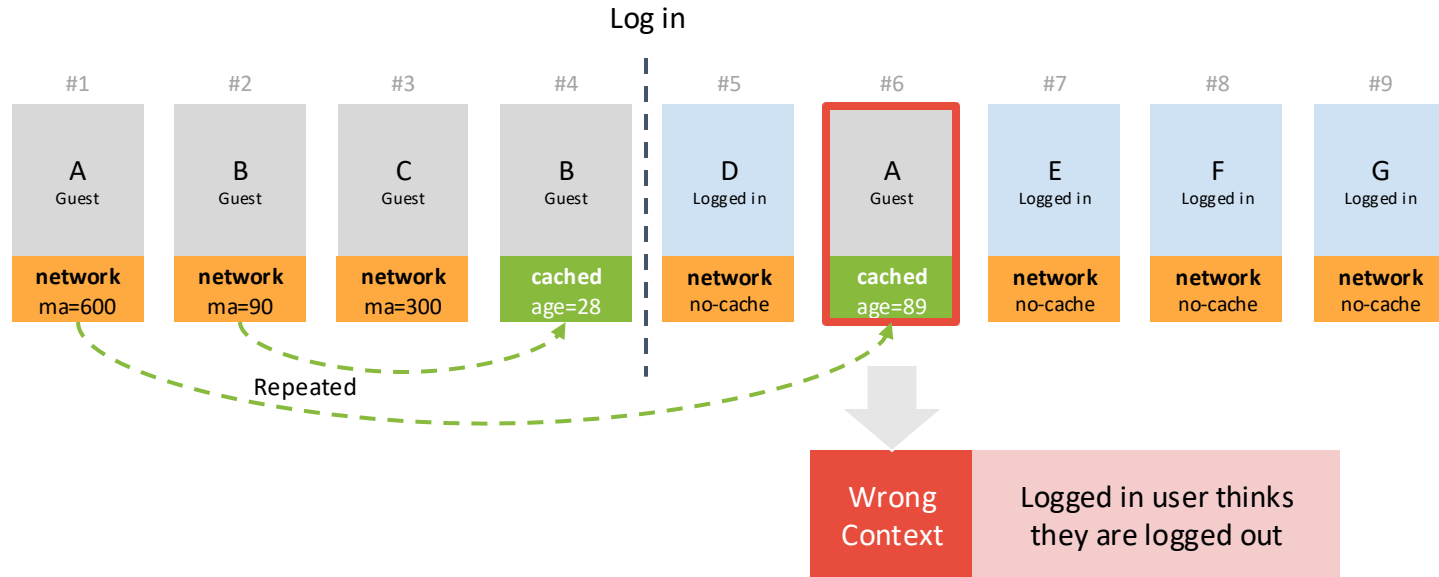 Log in
#1
#2
#3
#4
#5
#6
#7
#8
#9
A
Guest
network
ma=600
B
Guest
network
ma=90
C
Guest
network
ma=300
B
Guest
cached
age=28
D
Logged in
network
no-cache
A
Guest
cached
age=89
E
Logged in
network
no-cache
F
Logged in
network
no-cache
G
Logged in
network
no-cache
Repeated
Wrong
Context
Logged in user thinks
they are logged out